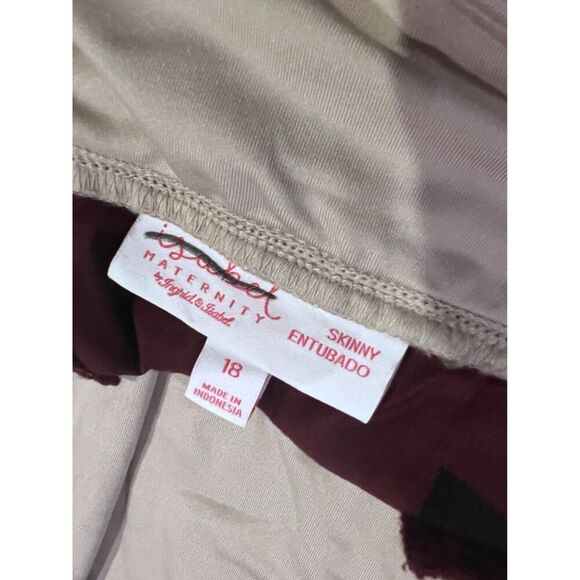 isabel
MATERNITY
by Ingrid & Isabel
SKINNY
ENTUBADO
18
MADE IN
INDONESIA